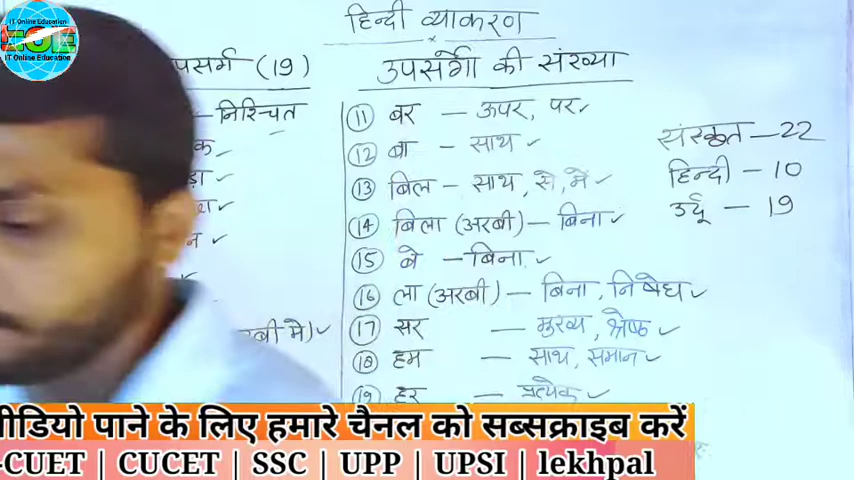 IT Online Education
IOE
IT Online Education
हिन्दी व्याकरण
उपसर्गों की संख्या
(19)
— निश्चित
⑪ बर — ऊपर, पर ✓
⑫ बा — साथ ✓
⑬ बिल — साथ, से, में ✓
⑭ बिला (अरबी) — बिना ✓
⑮ बे — बिना ✓
⑯ ला (अरबी) — बिना, निषेध ✓
⑰ सर — मुख्य, श्रेष्ठ ✓
⑱ हम — साथ, समान ✓
⑲ हर — प्रत्येक ✓
संस्कृत — 22
हिन्दी — 10
उर्दू — 19
वीडियो पाने के लिए हमारे चैनल को सब्सक्राइब करें
-CUET | CUCET | SSC | UPP | UPSI | lekhpal